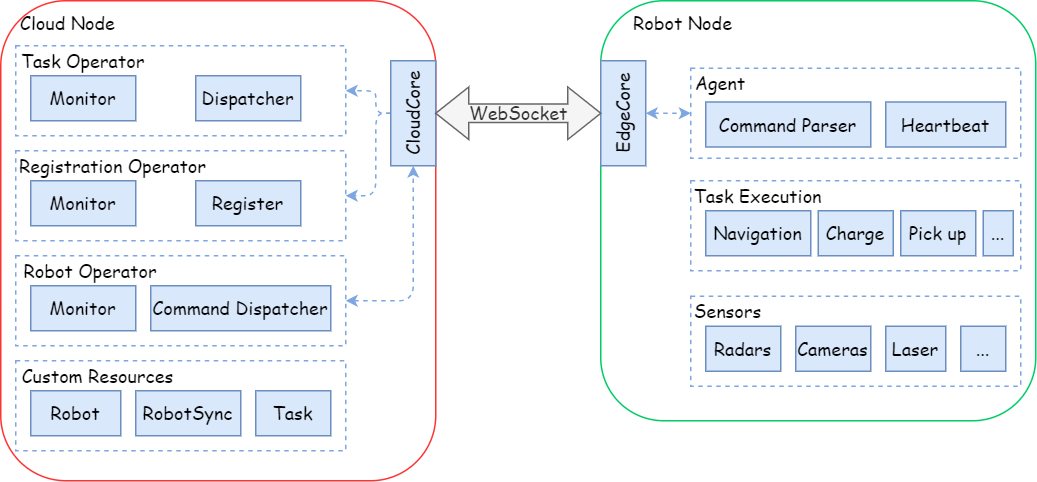 Cloud Node
Task Operator
Monitor
Dispatcher
Registration Operator
Monitor
Register
Robot Operator
Monitor
Command Dispatcher
Custom Resources
Robot
RobotSync
Task
CloudCore
WebSocket
EdgeCore
Robot Node
Agent
Command Parser
Heartbeat
Task Execution
Navigation
Charge
Pick up
...
Sensors
Radars
Cameras
Laser
...